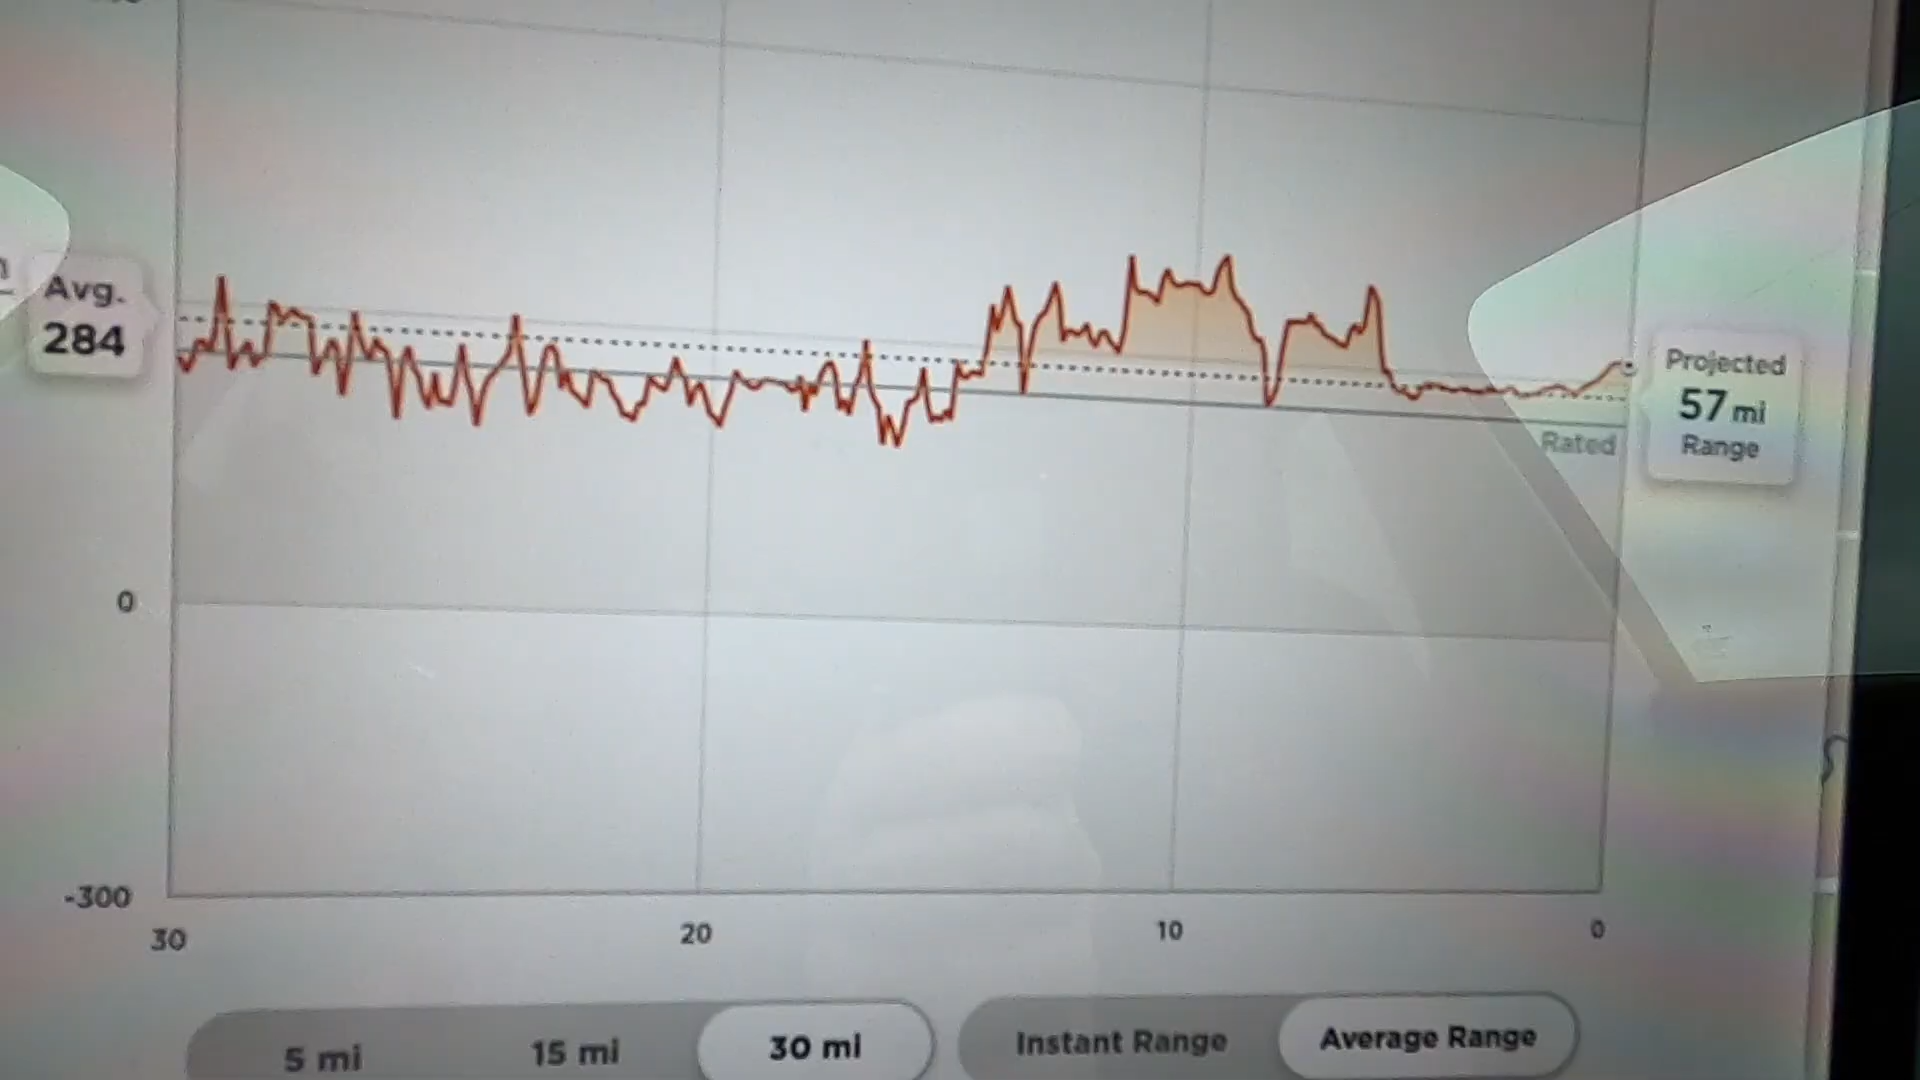 Avg.
284
Projected
57 mi
Range
Rated
0
-300
30
20
10
0
5 mi
15 mi
30 mi
Instant Range
Average Range